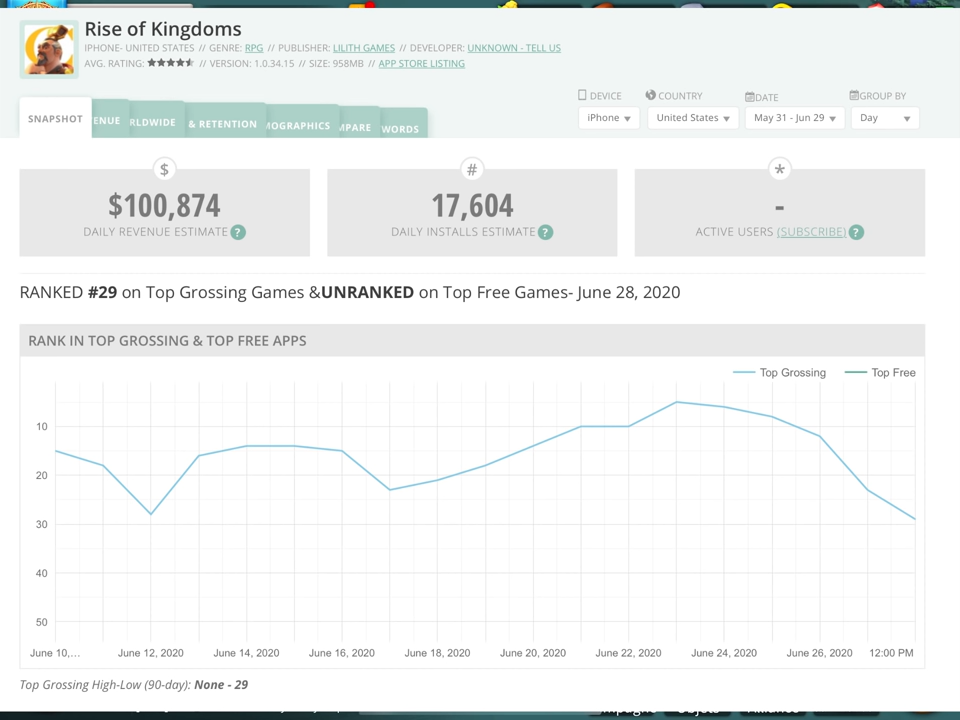 Rise of Kingdoms
IPHONE- UNITED STATES // GENRE: RPG // PUBLISHER: LILITH GAMES // DEVELOPER: UNKNOWN - TELL US
AVG. RATING: // VERSION: 1.0.34.15 // SIZE: 958MB // APP STORE LISTING
DEVICE COUNTRY DATE GROUP BY
iPhone United States May 31 - Jun 29 Day
SNAPSHOT ENUE RLDWIDE & RETENTION OGRAPHICS MPARE WORDS
$ # *
$100,874 17,604 -
DAILY REVENUE ESTIMATE ? DAILY INSTALLS ESTIMATE ? ACTIVE USERS (SUBSCRIBE) ?
RANKED #29 on Top Grossing Games &UNRANKED on Top Free Games- June 28, 2020
RANK IN TOP GROSSING & TOP FREE APPS
Top Grossing Top Free
10
20
30
40
50
June 10,... June 12, 2020 June 14, 2020 June 16, 2020 June 18, 2020 June 20, 2020 June 22, 2020 June 24, 2020 June 26, 2020 12:00 PM
Top Grossing High-Low (90-day): None - 29